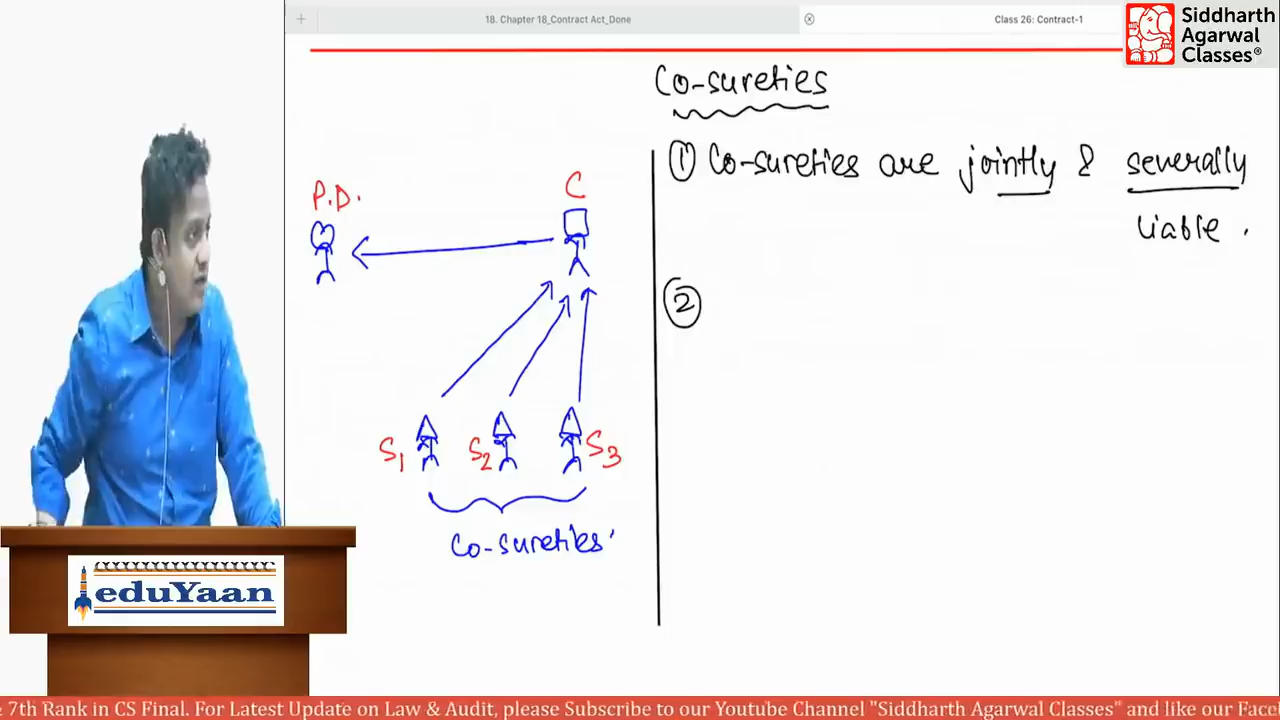 18. Chapter 18_Contract Act_Done
Class 26: Contract-1
Siddharth
Agarwal
Classes®
Co-sureties
① Co-sureties are jointly & severally
liable.
②
P.D.
C
S1
S2
S3
Co-sureties
eduYaan
& 7th Rank in CS Final. For Latest Update on Law & Audit, please Subscribe to our Youtube Channel "Siddharth Agarwal Classes" and like our Face